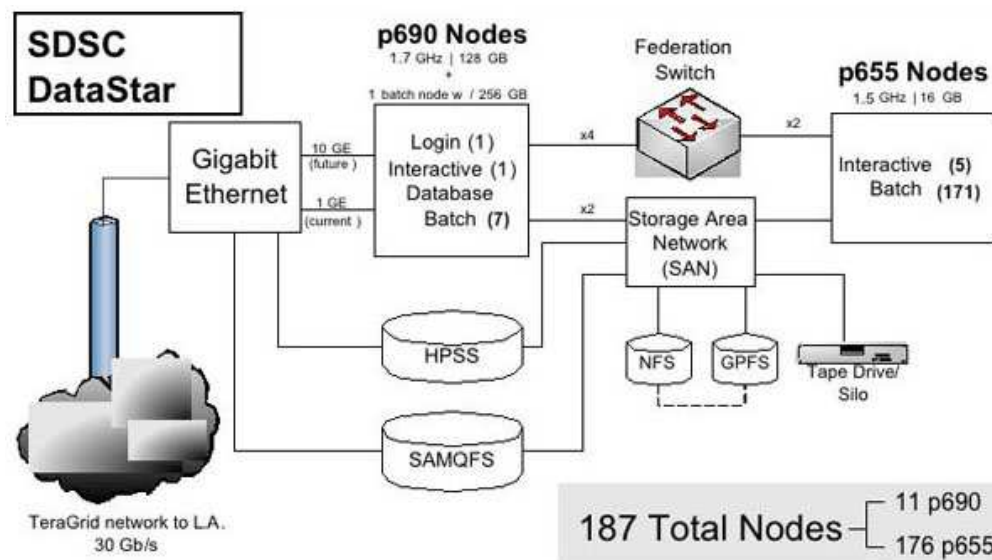 SDSC
DataStar
p690 Nodes
1.7 GHz | 128 GB
+
1 batch node w / 256 GB
Federation
Switch
p655 Nodes
1.5 GHz | 16 GB
Gigabit
Ethernet
10 GE
(future )
1 GE
(current )
Login (1)
Interactive (1)
Database
Batch (7)
x4
x2
x2
Interactive (5)
Batch (171)
Storage Area
Network
(SAN)
HPSS
NFS
GPFS
Tape Drive/
Silo
SAMQFS
TeraGrid network to L.A.
30 Gb/s
187 Total Nodes
11 p690
176 p655